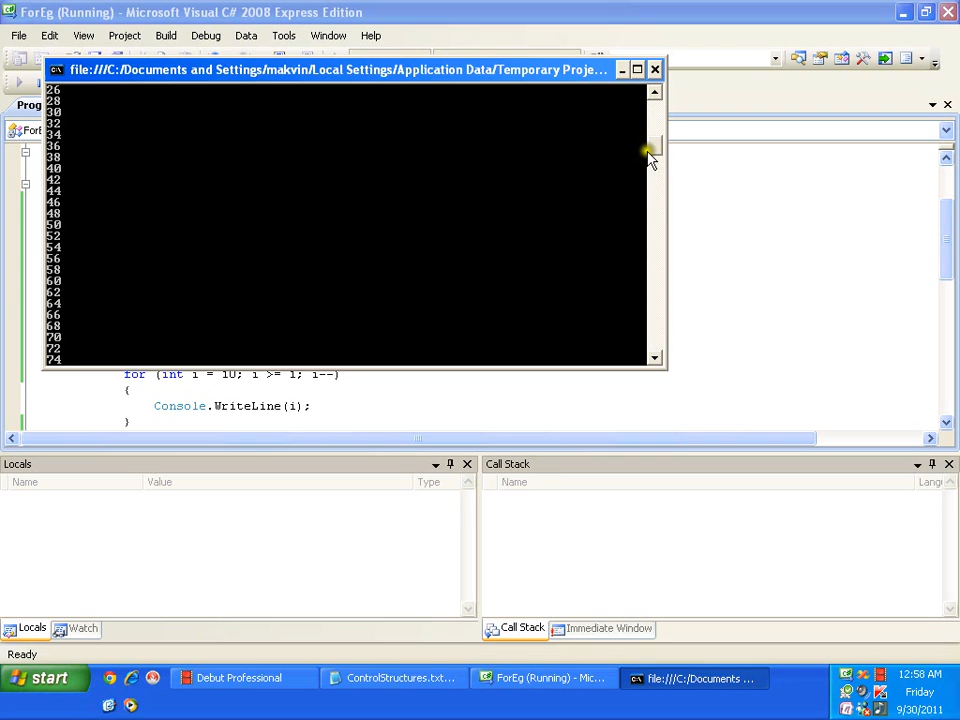 ForEg (Running) - Microsoft Visual C# 2008 Express Edition
File Edit View Project Build Debug Data Tools Window Help
file:///C:/Documents and Settings/makvin/Local Settings/Application Data/Temporary Proje...
26
28
30
32
34
36
38
40
42
44
46
48
50
52
54
56
58
60
62
64
66
68
70
72
74
for (int i = 10; i >= 1; i--)
{
Console.WriteLine(i);
}
Locals
Call Stack
Name Value Type
Name
Locals Watch
Call Stack Immediate Window
Ready
start
Debut Professional
ControlStructures.txt...
ForEg (Running) - Mic...
file:///C:/Documents ...
12:58 AM
Friday
9/30/2011